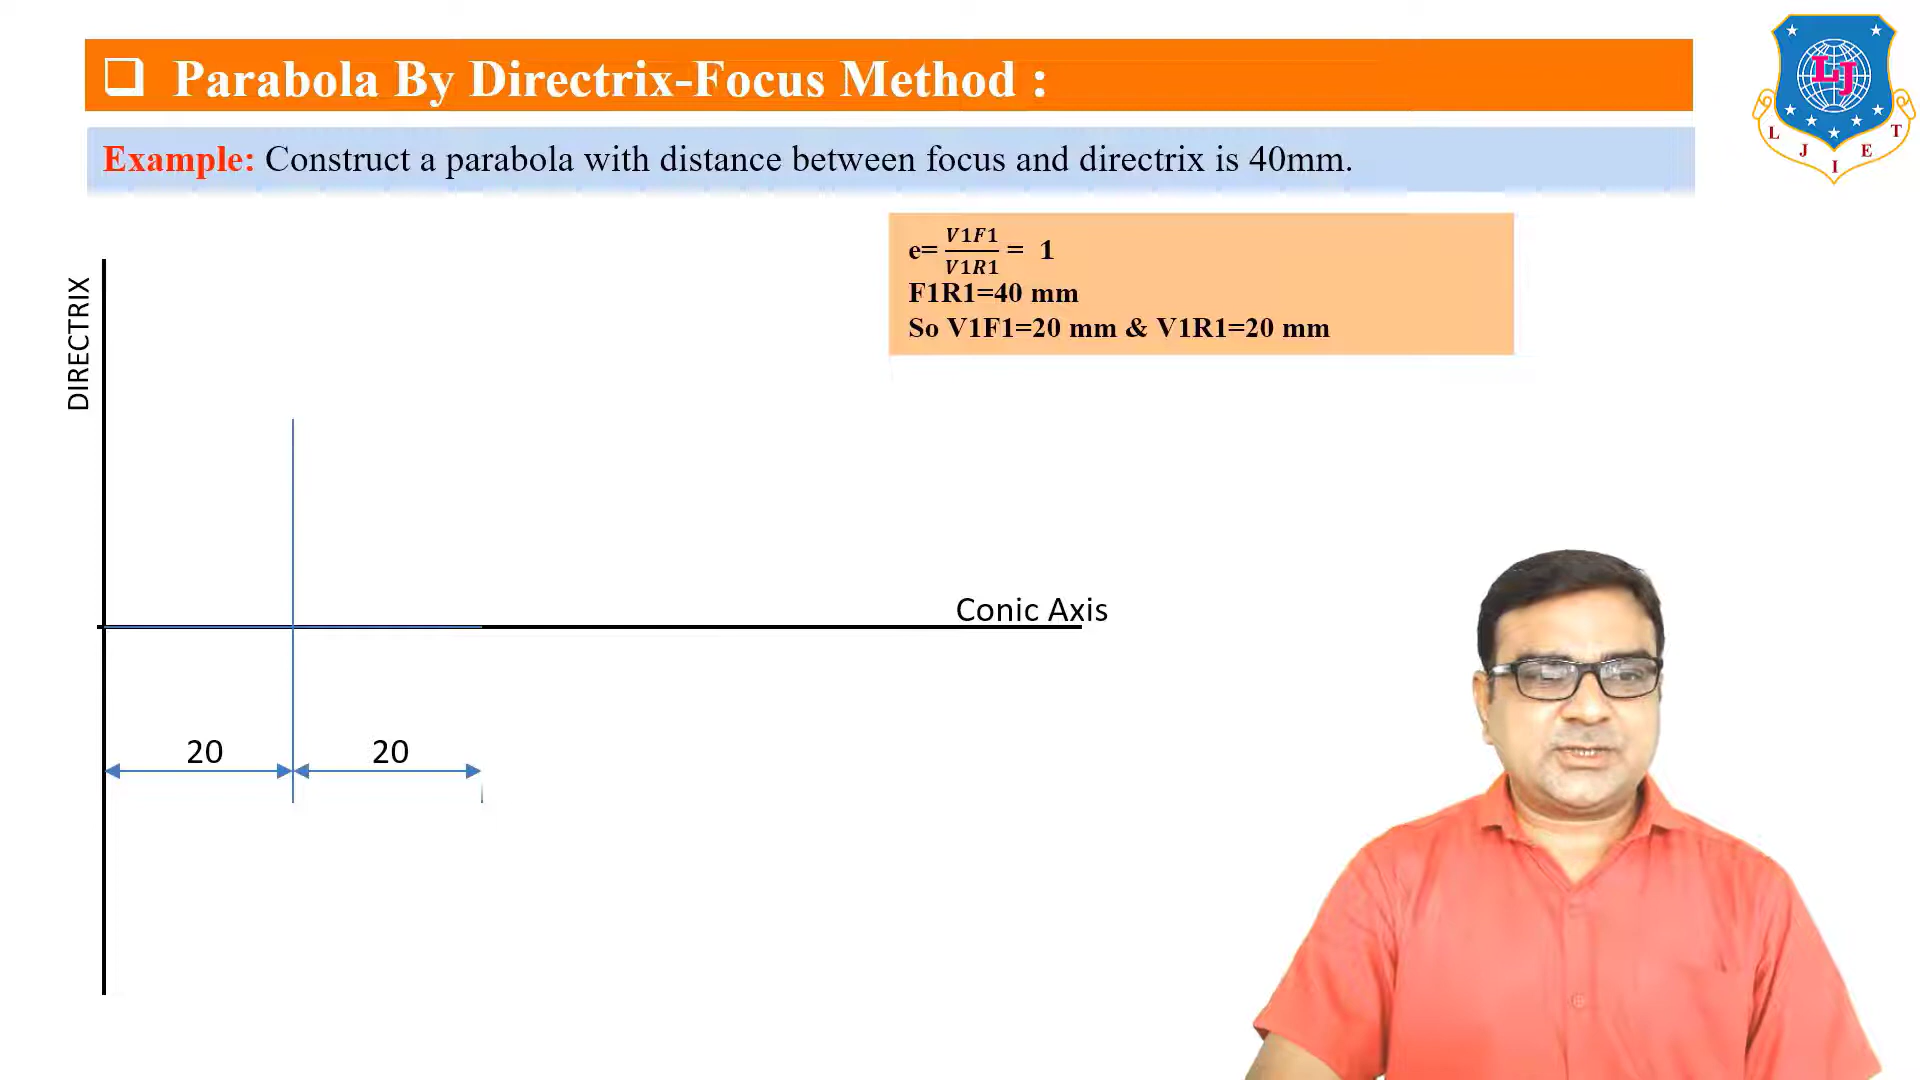 ❑ Parabola By Directrix-Focus Method :
LJ
L J I E T
Example: Construct a parabola with distance between focus and directrix is 40mm.
e= V1F1/V1R1 = 1
F1R1=40 mm
So V1F1=20 mm & V1R1=20 mm
DIRECTRIX
Conic Axis
20 20